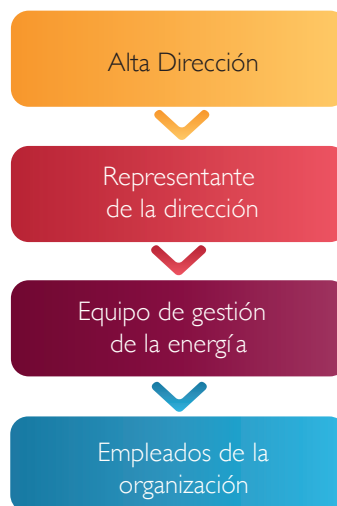 Alta Dirección
Representante
de la dirección
Equipo de gestión
de la energía
Empleados de la
organización